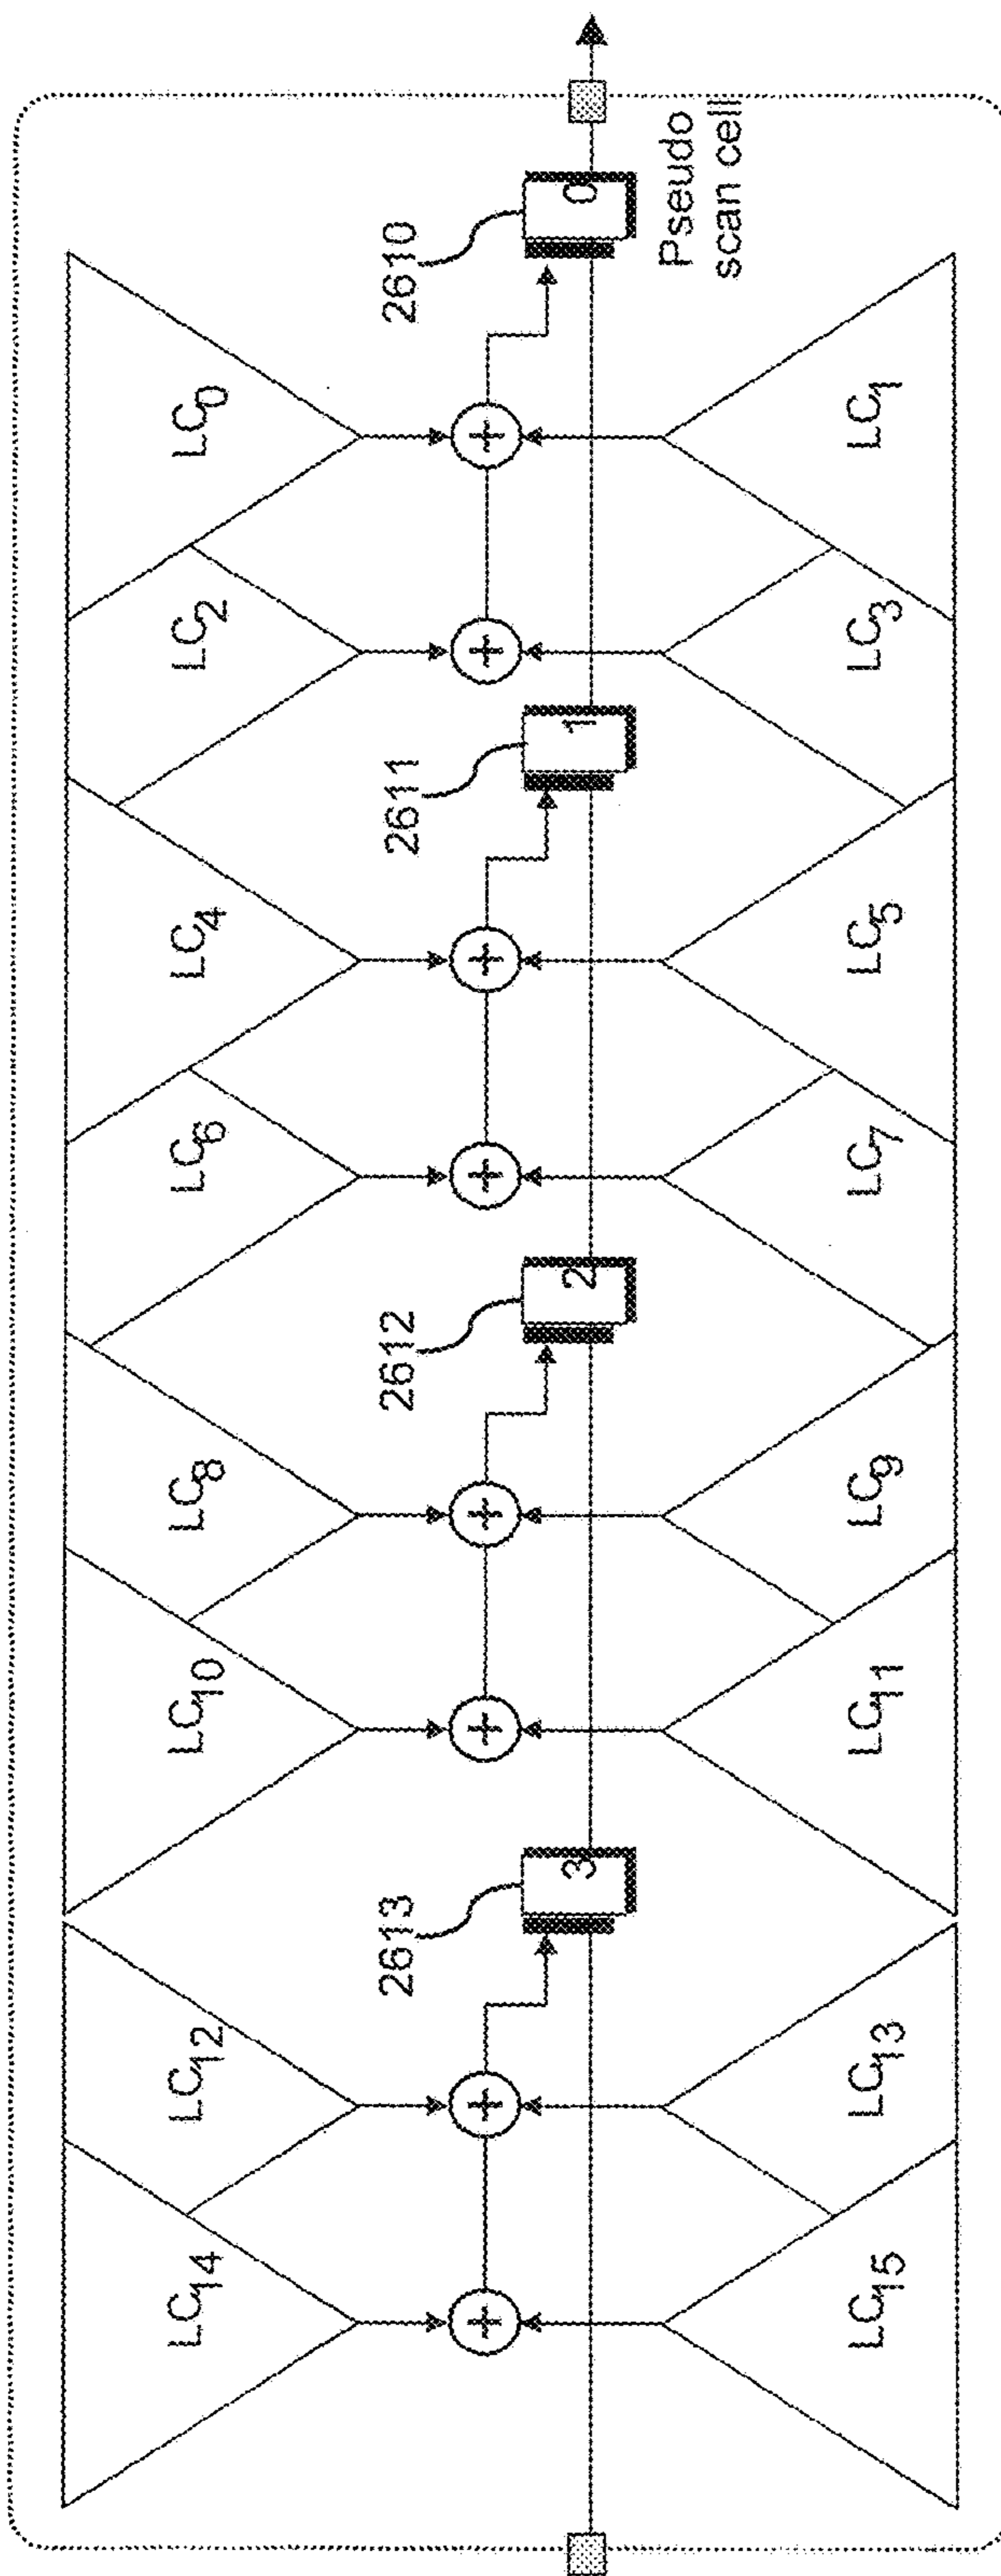 LC14 LC12 LC10 LC8 LC6 LC4 LC2 LC0
2613 2612 2611 2610
+ + + + + + + +
3 2 1 0
Pseudo
scan cell
LC15 LC13 LC11 LC9 LC7 LC5 LC3 LC1